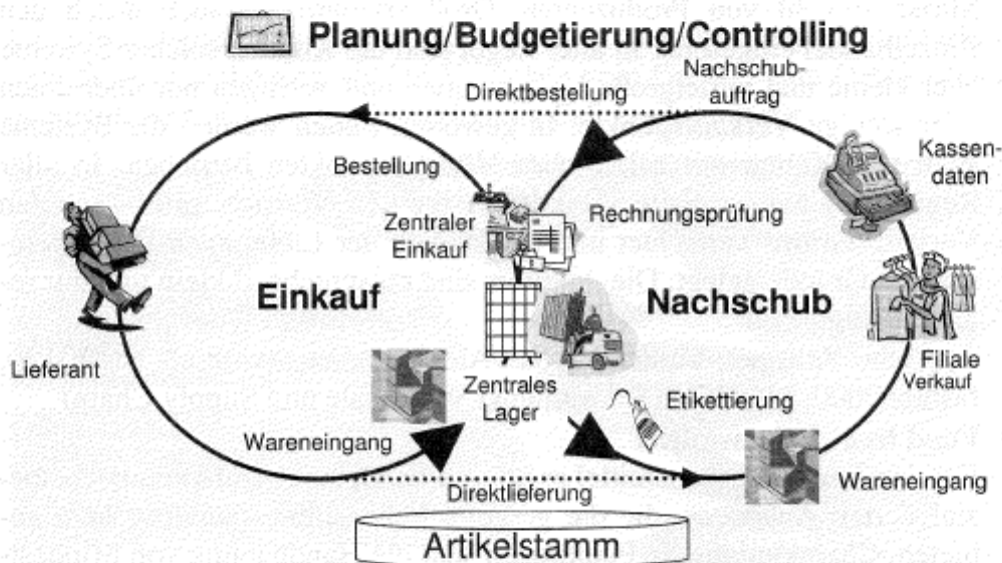 Planung/Budgetierung/Controlling
Nachschub-
auftrag
Direktbestellung
Kassen-
daten
Bestellung
Zentraler
Einkauf
Rechnungsprüfung
Einkauf
Nachschub
Lieferant
Filiale
Verkauf
Zentrales
Lager
Etikettierung
Wareneingang
Wareneingang
Direktlieferung
Artikelstamm